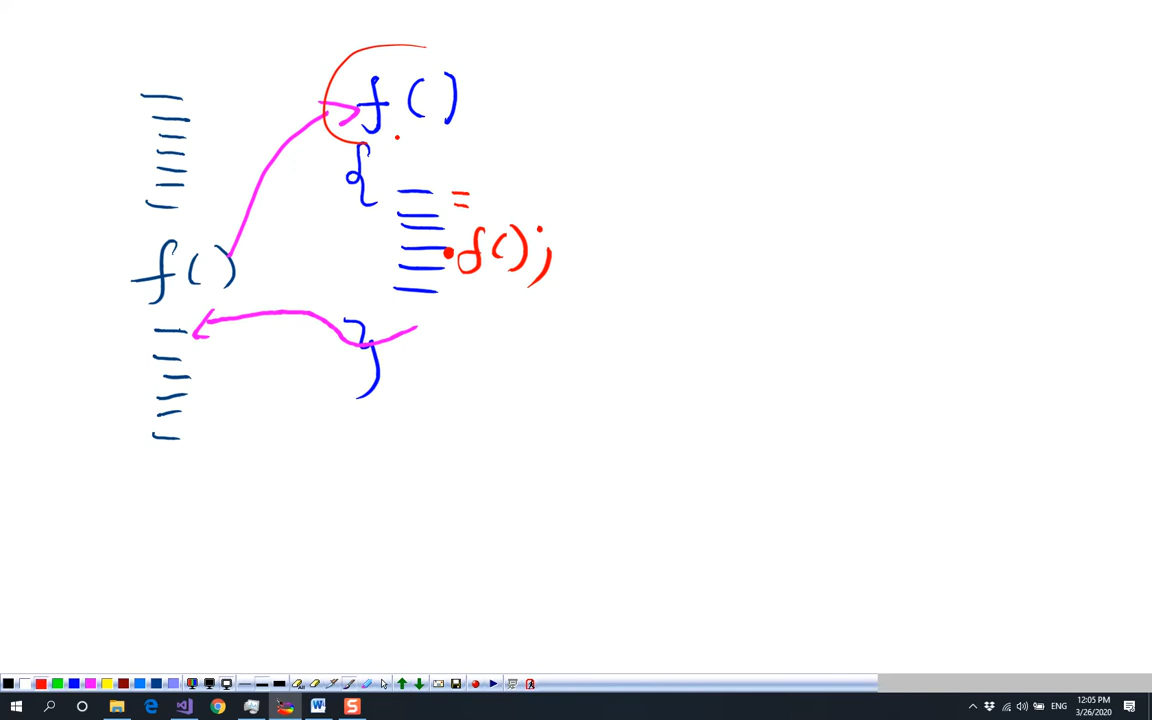 f()
{
f();
f()
}
ENG
12:05 PM
3/26/2020